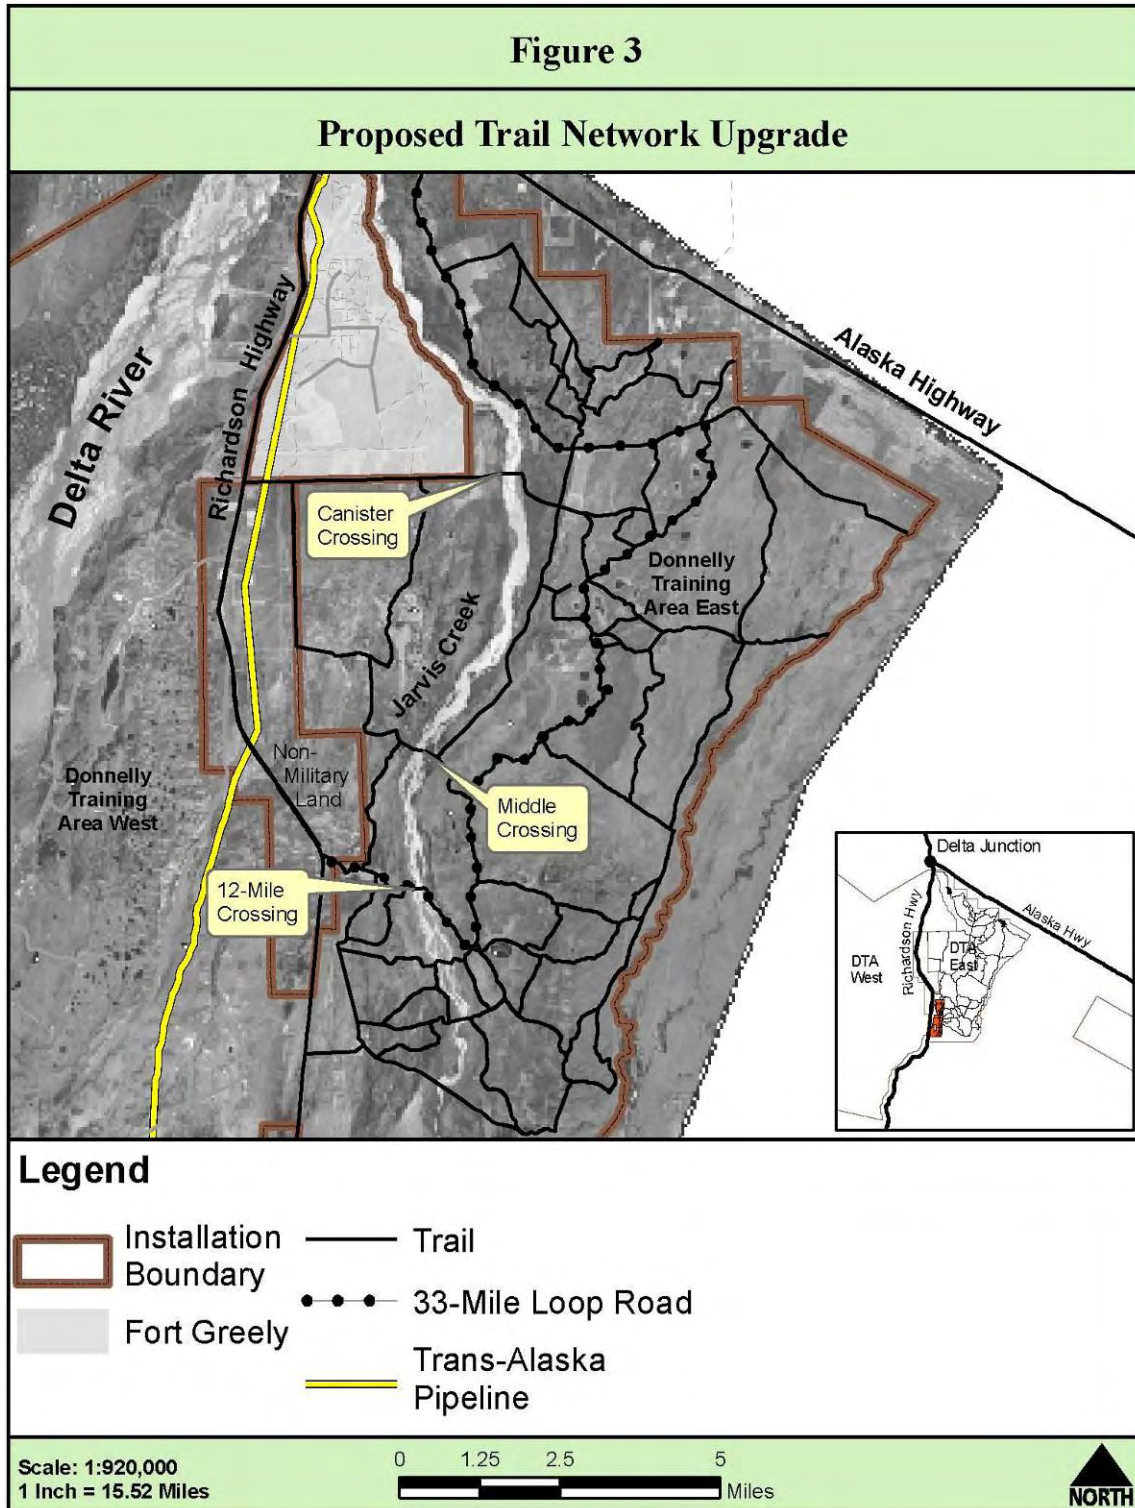 Figure 3
Proposed Trail Network Upgrade
Delta River
Richardson Highway
Alaska Highway
Canister
Crossing
Donnelly
Training
Area East
Jarvis Creek
Non-
Military
Land
Donnelly
Training
Area West
Middle
Crossing
12-Mile
Crossing
Delta Junction
Alaska Hwy
Richardson Hwy
DTA
West
DTA
East
Legend
Installation
Boundary
Fort Greely
Trail
33-Mile Loop Road
Trans-Alaska
Pipeline
Scale: 1:920,000
1 Inch = 15.52 Miles
0 1.25 2.5 5
Miles
NORTH